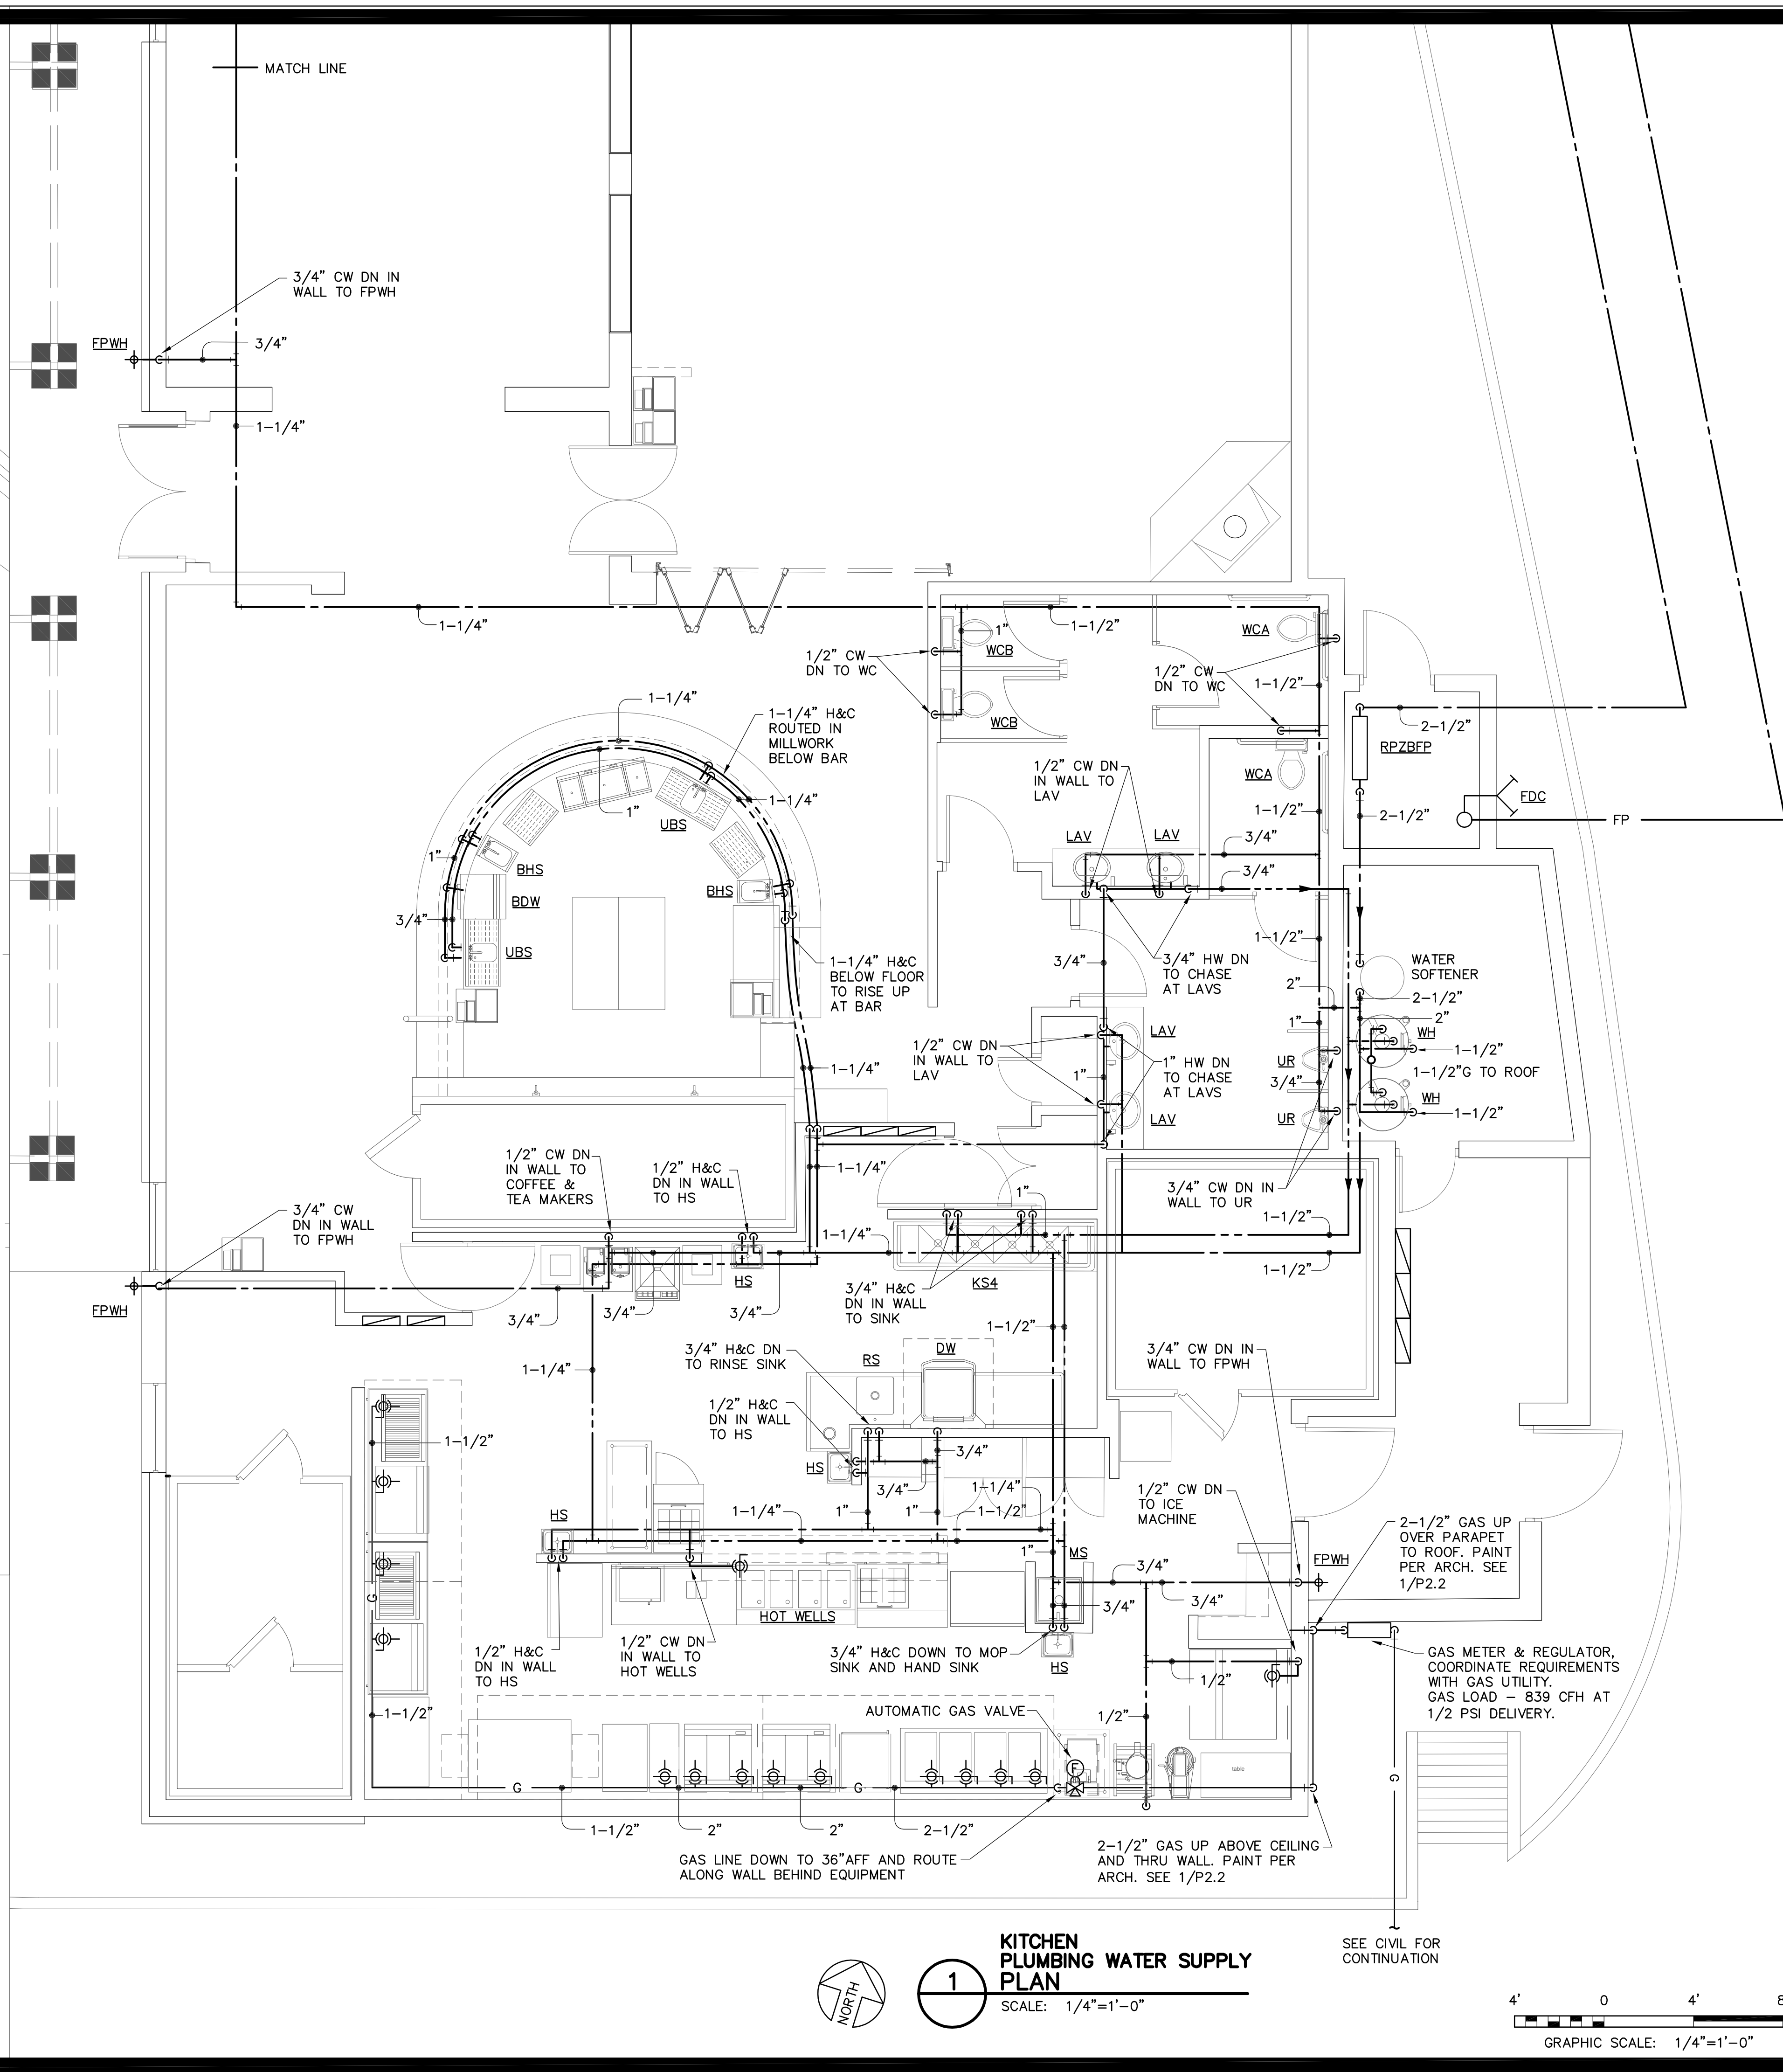 MATCH LINE
3/4" CW DN IN
WALL TO FPWH
FPWH
3/4"
1-1/4"
1-1/4"
1"
1-1/2"
WCB
WCA
1/2" CW
DN TO WC
1/2" CW
DN TO WC
1-1/2"
WCB
1-1/4"
1-1/4" H&C
ROUTED IN
MILLWORK
BELOW BAR
2-1/2"
RPZBFP
1/2" CW DN
IN WALL TO
LAV
WCA
1-1/4"
1"
UBS
1-1/2"
FDC
2-1/2"
FP
LAV
LAV
3/4"
1"
BHS
3/4"
BHS
BDW
3/4"
UBS
1-1/2"
1-1/4" H&C
BELOW FLOOR
TO RISE UP
AT BAR
3/4"
3/4" HW DN
TO CHASE
AT LAVS
WATER
SOFTENER
2"
2-1/2"
2"
1"
LAV
WH
1/2" CW DN
IN WALL TO
LAV
1-1/2"
1-1/4"
1" HW DN
TO CHASE
AT LAVS
UR
1-1/2"G TO ROOF
1"
3/4"
WH
LAV
UR
1-1/2"
1/2" CW DN
IN WALL TO
COFFEE &
TEA MAKERS
1/2" H&C
DN IN WALL
TO HS
1-1/4"
3/4" CW DN IN
WALL TO UR
1"
3/4" CW
DN IN WALL
TO FPWH
1-1/2"
1-1/4"
1-1/2"
HS
KS4
3/4" H&C
DN IN WALL
TO SINK
FPWH
3/4"
3/4"
3/4"
1-1/2"
3/4" H&C DN
TO RINSE SINK
RS
DW
3/4" CW DN IN
WALL TO FPWH
1-1/4"
1/2" H&C
DN IN WALL
TO HS
1-1/2"
3/4"
HS
3/4"
1-1/4"
1/2" CW DN
TO ICE
MACHINE
HS
1-1/4"
1"
1"
1-1/2"
2-1/2" GAS UP
OVER PARAPET
TO ROOF. PAINT
PER ARCH. SEE
1/P2.2
1"
MS
3/4"
FPWH
G
3/4"
3/4"
HOT WELLS
1/2" H&C
DN IN WALL
TO HS
1/2" CW DN
IN WALL TO
HOT WELLS
3/4" H&C DOWN TO MOP
SINK AND HAND SINK
HS
1/2"
GAS METER & REGULATOR,
COORDINATE REQUIREMENTS
WITH GAS UTILITY.
GAS LOAD - 839 CFH AT
1/2 PSI DELIVERY.
1-1/2"
AUTOMATIC GAS VALVE
1/2"
F
table
G
G
G
1-1/2"
2"
2"
2-1/2"
GAS LINE DOWN TO 36"AFF AND ROUTE
ALONG WALL BEHIND EQUIPMENT
2-1/2" GAS UP ABOVE CEILING
AND THRU WALL. PAINT PER
ARCH. SEE 1/P2.2
SEE CIVIL FOR
CONTINUATION
NORTH
1
KITCHEN
PLUMBING WATER SUPPLY
PLAN
SCALE: 1/4"=1'-0"
4' 0 4' 8
GRAPHIC SCALE: 1/4"=1'-0"